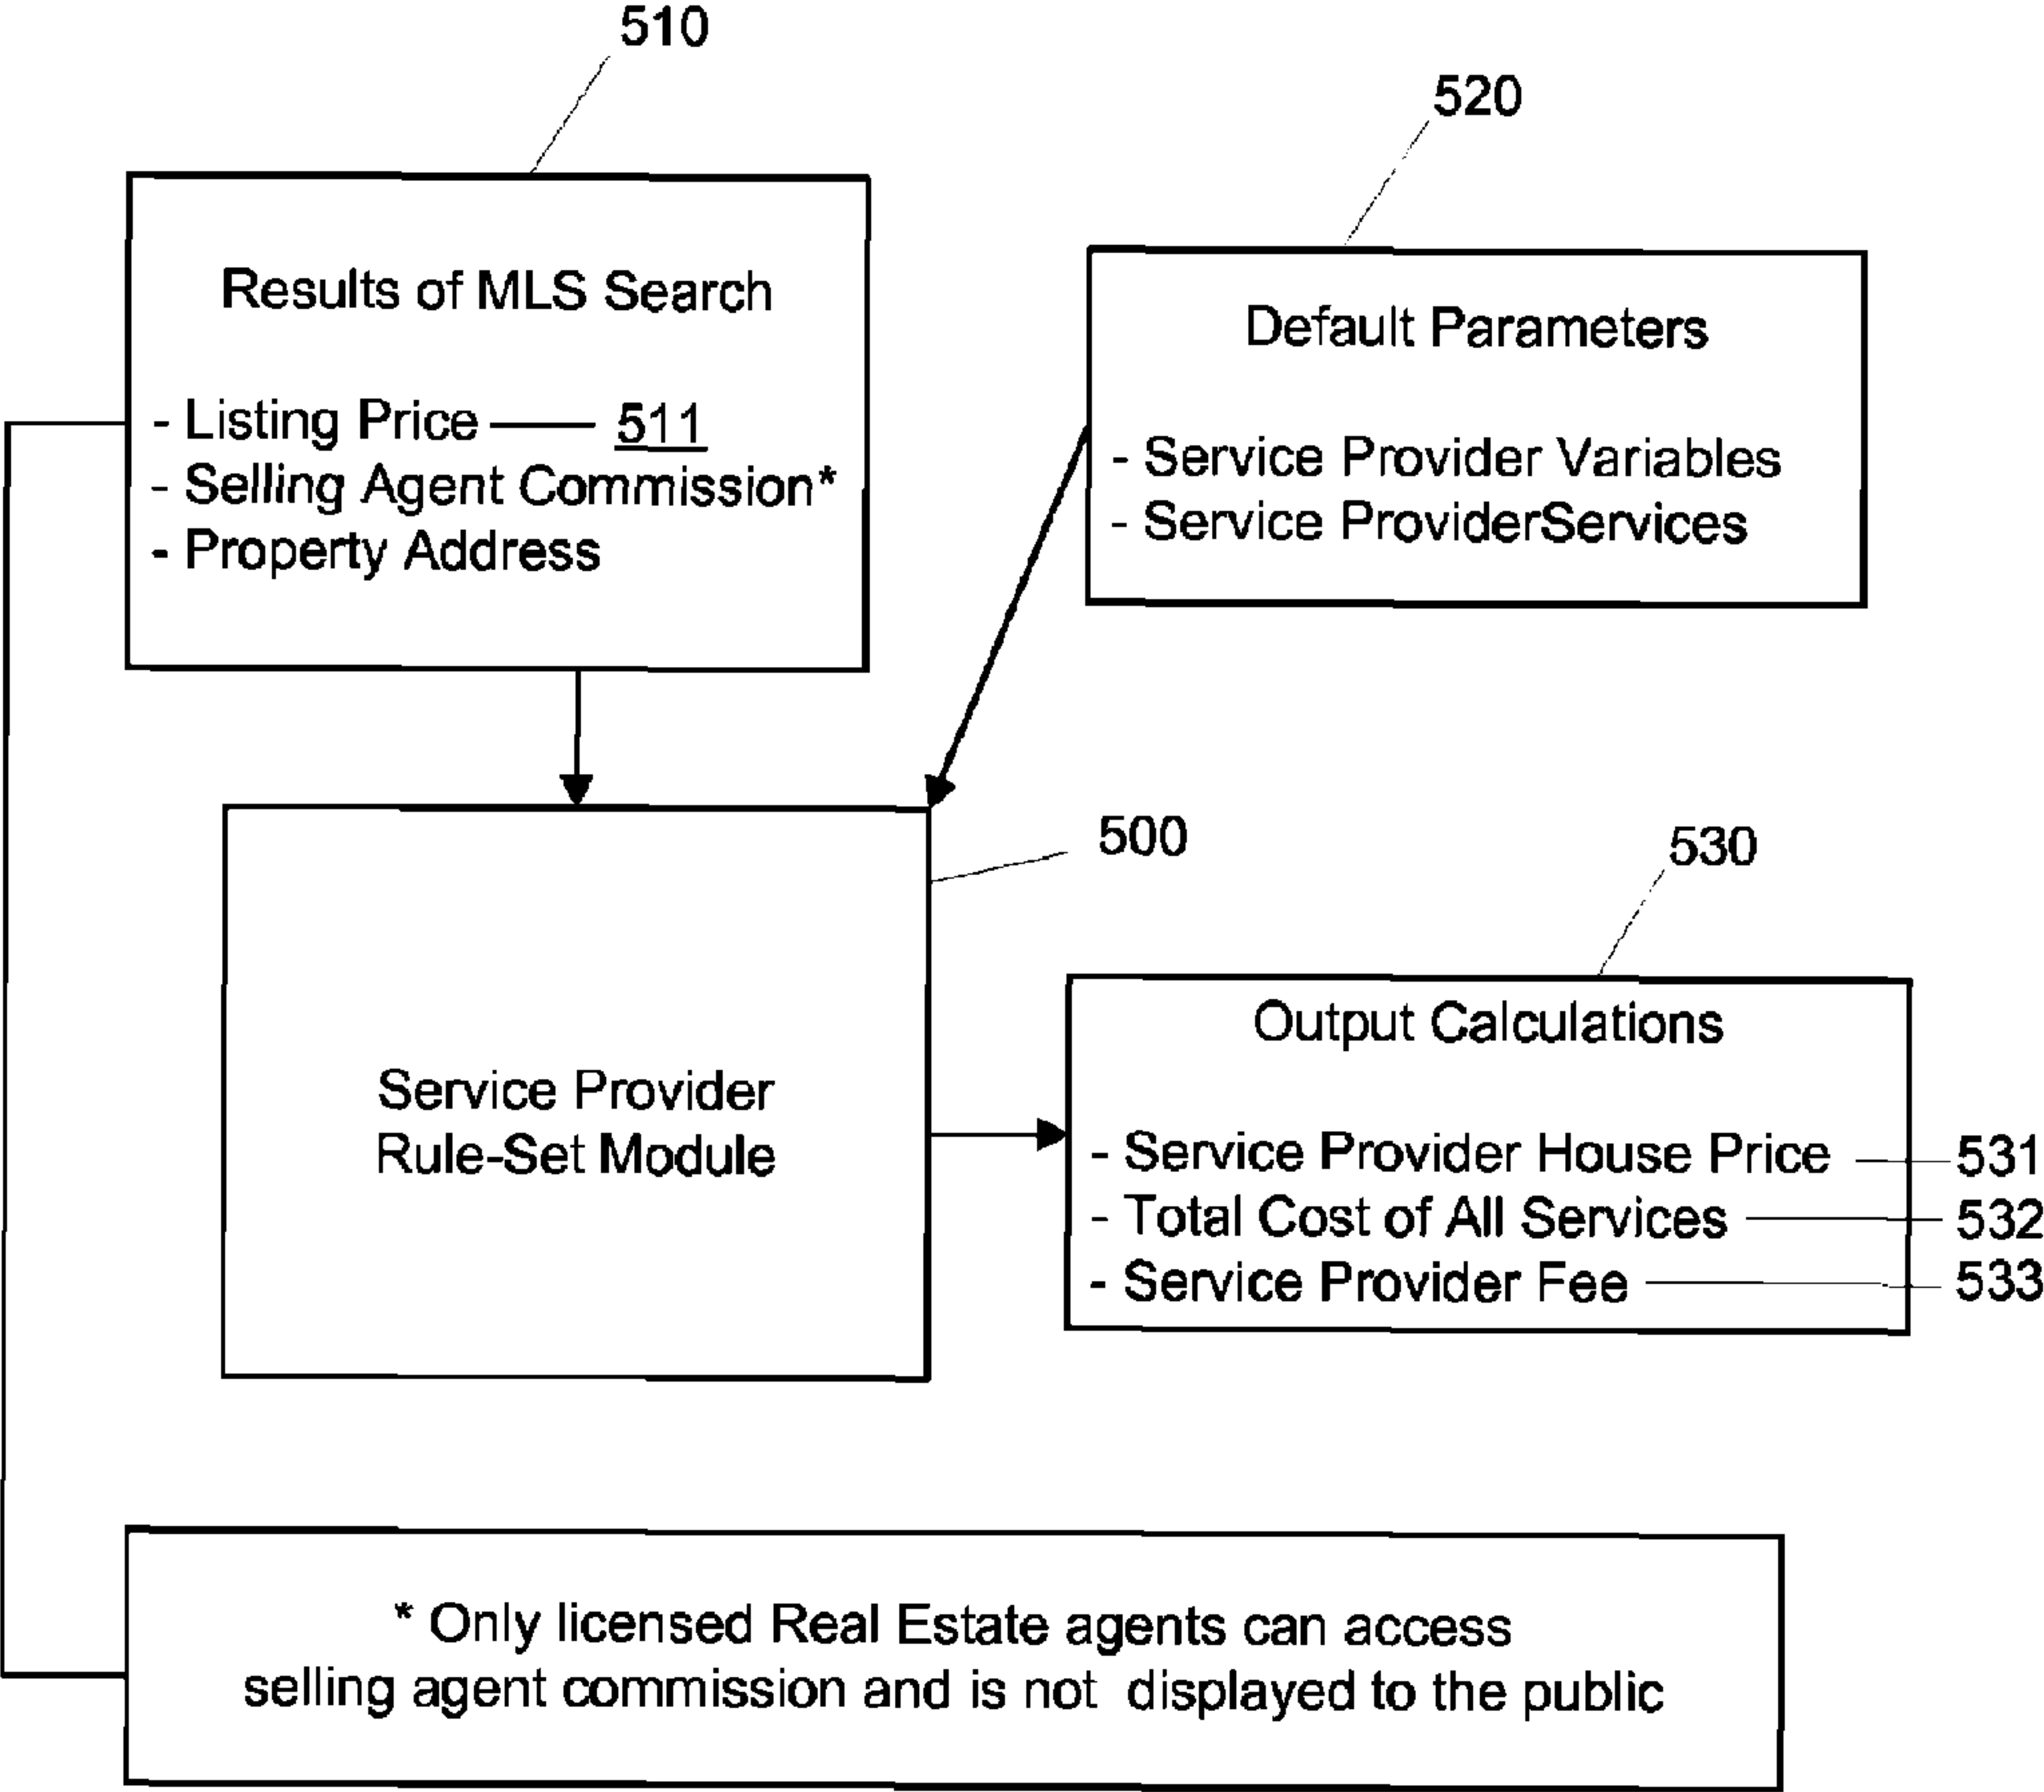 510
520
Results of MLS Search
- Listing Price 511
- Selling Agent Commission*
- Property Address
Default Parameters
- Service Provider Variables
- Service ProviderServices
500
530
Service Provider
Rule-Set Module
Output Calculations
- Service Provider House Price 531
- Total Cost of All Services 532
- Service Provider Fee 533
* Only licensed Real Estate agents can access
selling agent commission and is not displayed to the public